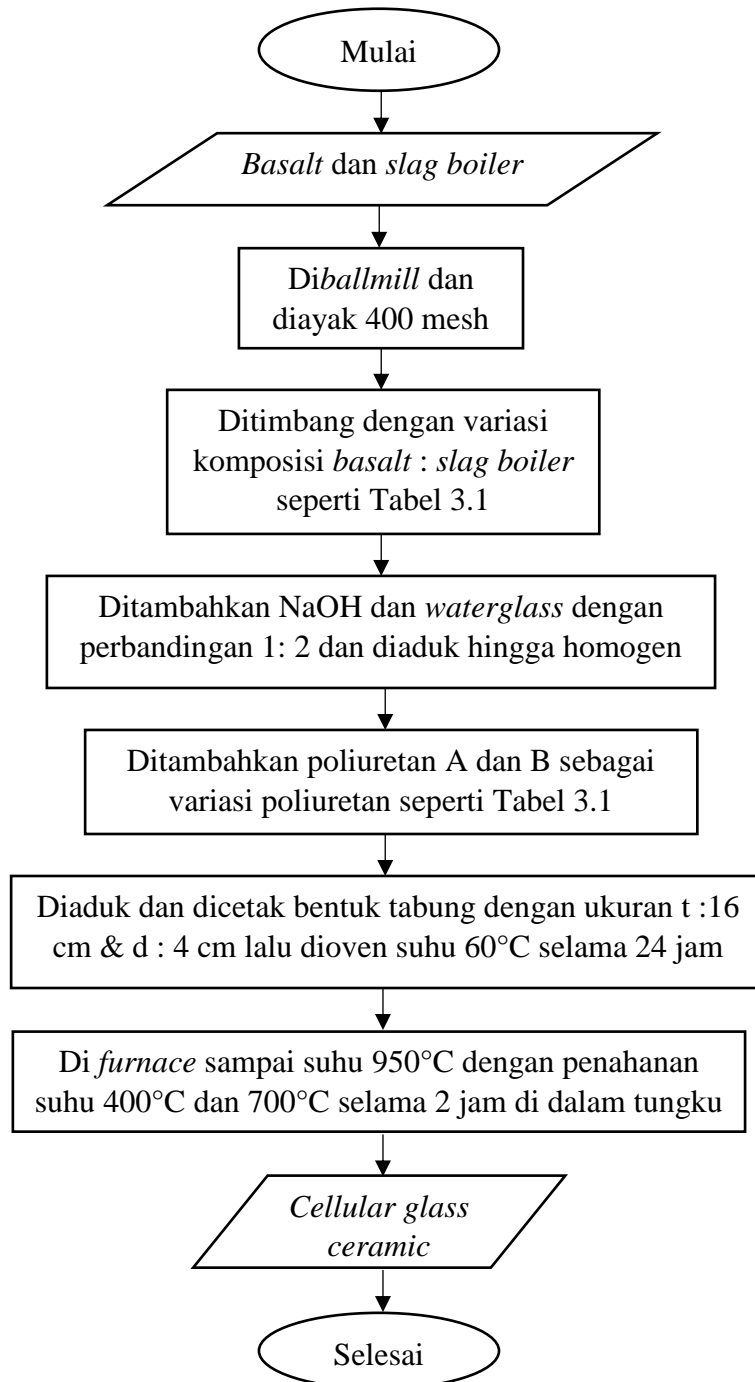 Mulai
Basalt dan slag boiler
Diballmill dan
diayak 400 mesh
Ditimbang dengan variasi
komposisi basalt : slag boiler
seperti Tabel 3.1
Ditambahkan NaOH dan waterglass dengan
perbandingan 1: 2 dan diaduk hingga homogen
Ditambahkan poliuretan A dan B sebagai
variasi poliuretan seperti Tabel 3.1
Diaduk dan dicetak bentuk tabung dengan ukuran t :16
cm & d : 4 cm lalu dioven suhu 60°C selama 24 jam
Di furnace sampai suhu 950°C dengan penahanan
suhu 400°C dan 700°C selama 2 jam di dalam tungku
Cellular glass
ceramic
Selesai